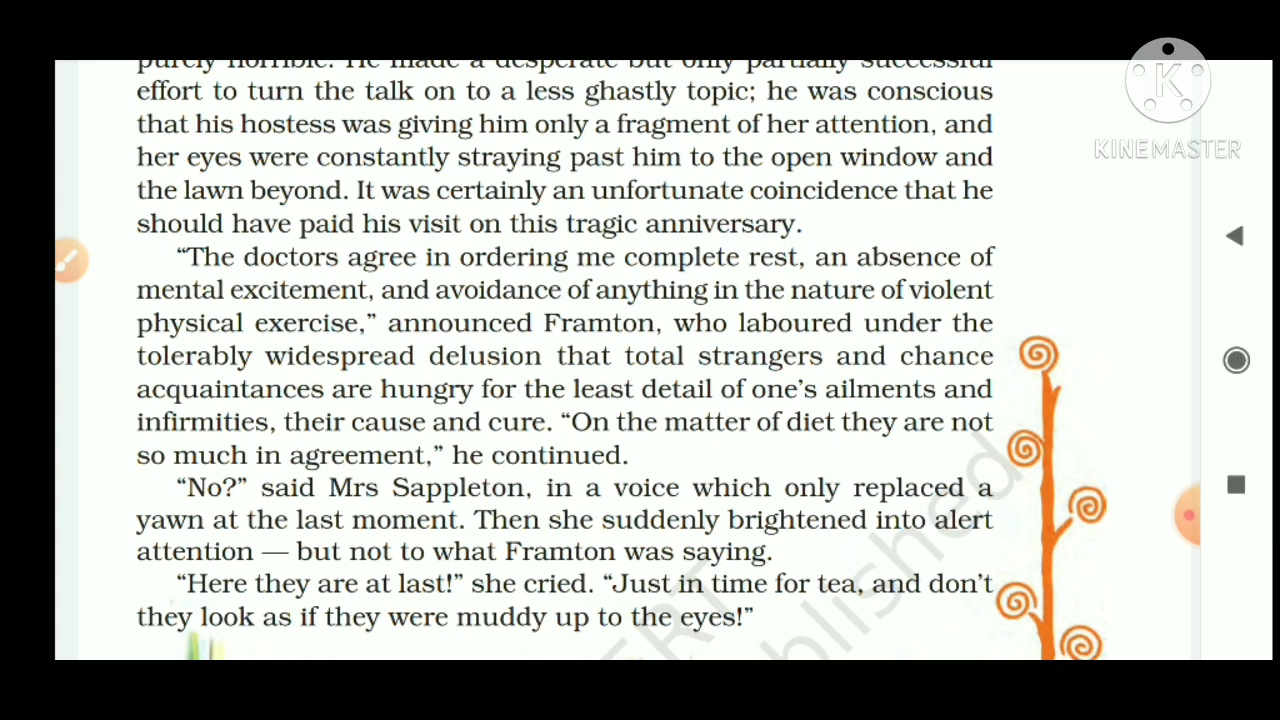 purely horrible. He made a desperate but only partially successful
effort to turn the talk on to a less ghastly topic; he was conscious
that his hostess was giving him only a fragment of her attention, and
her eyes were constantly straying past him to the open window and
the lawn beyond. It was certainly an unfortunate coincidence that he
should have paid his visit on this tragic anniversary.
“The doctors agree in ordering me complete rest, an absence of
mental excitement, and avoidance of anything in the nature of violent
physical exercise,” announced Framton, who laboured under the
tolerably widespread delusion that total strangers and chance
acquaintances are hungry for the least detail of one’s ailments and
infirmities, their cause and cure. “On the matter of diet they are not
so much in agreement,” he continued.
“No?” said Mrs Sappleton, in a voice which only replaced a
yawn at the last moment. Then she suddenly brightened into alert
attention — but not to what Framton was saying.
“Here they are at last!” she cried. “Just in time for tea, and don’t
they look as if they were muddy up to the eyes!”
K
KINEMASTER